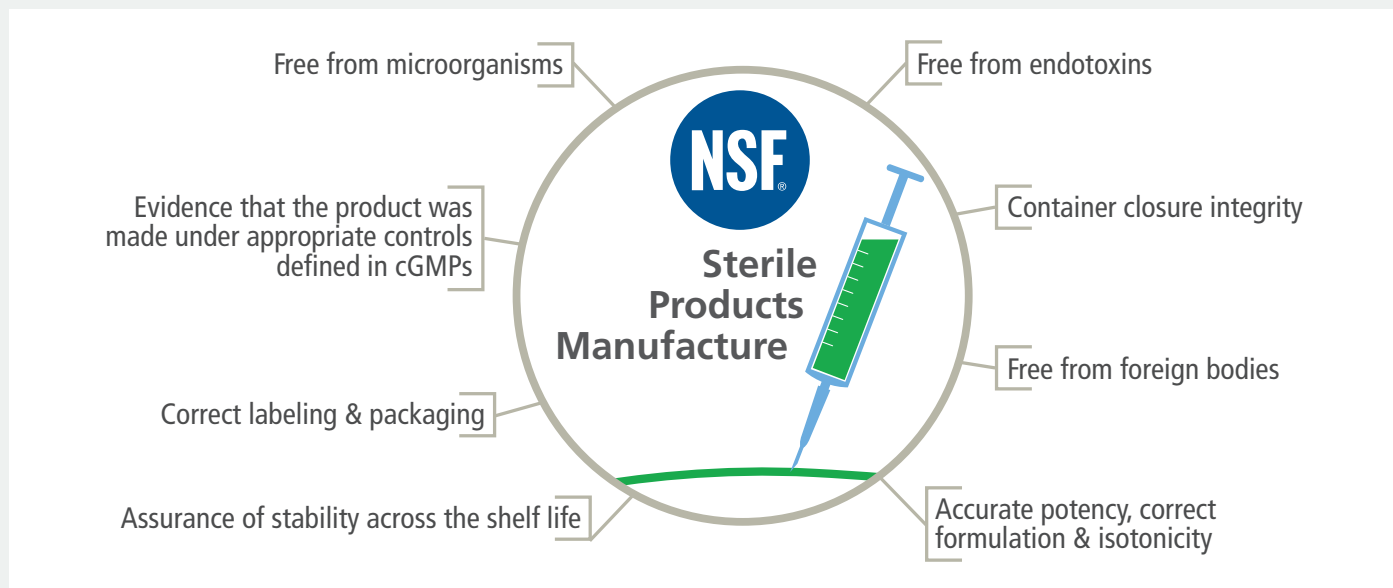 Free from microorganisms
Free from endotoxins
NSF®
Evidence that the product was
made under appropriate controls
defined in cGMPs
Container closure integrity
Sterile
Products
Manufacture
Free from foreign bodies
Correct labeling & packaging
Assurance of stability across the shelf life
Accurate potency, correct
formulation & isotonicity